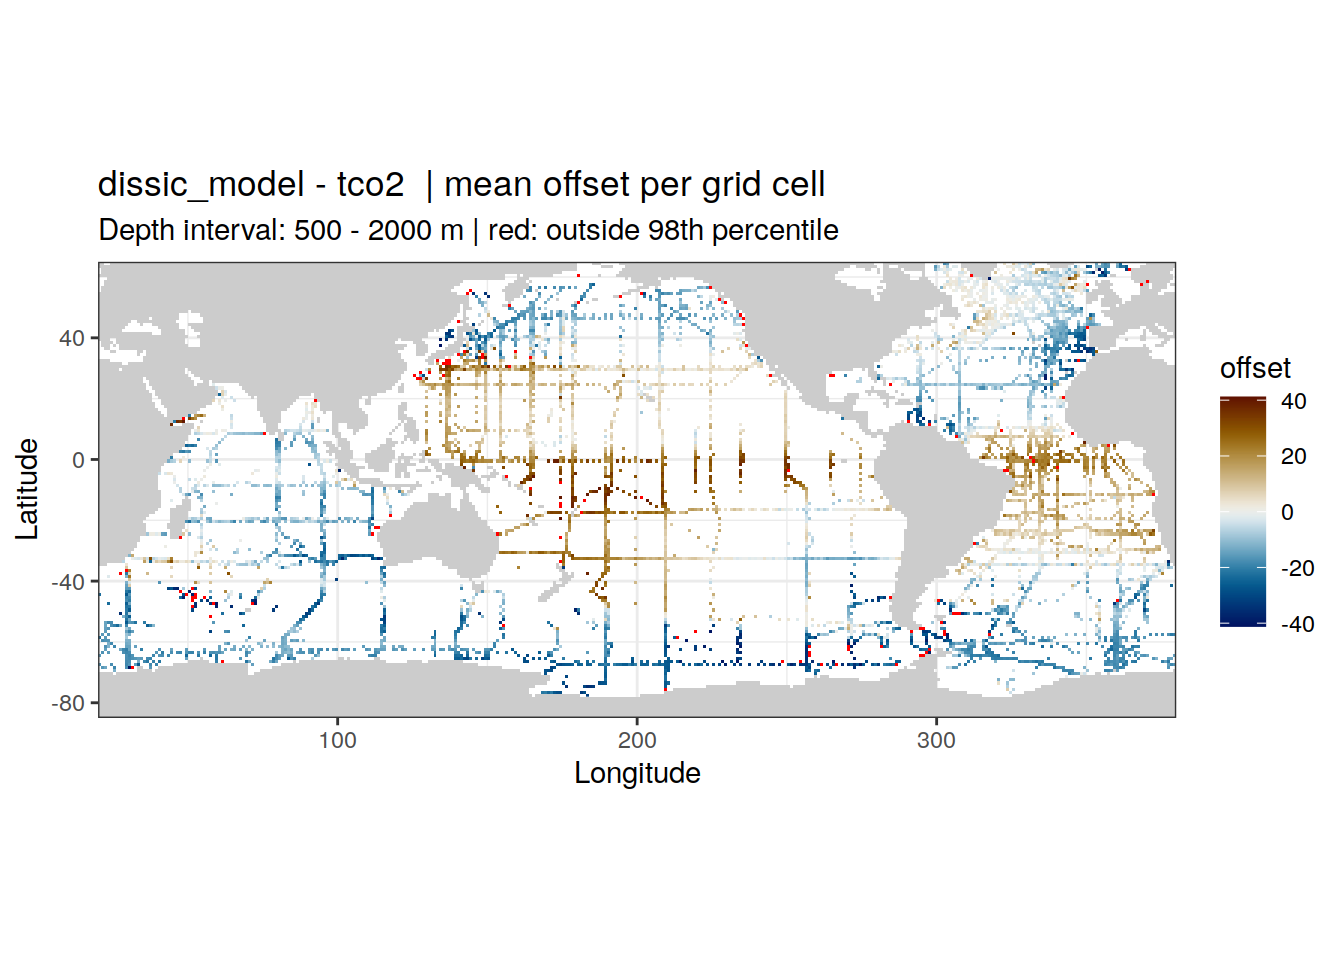 dissic_model - tco2  | mean offset per grid cell
Depth interval: 500 - 2000 m | red: outside 98th percentile
Latitude
40
0
-40
-80
100
200
300
Longitude
offset
40
20
0
-20
-40